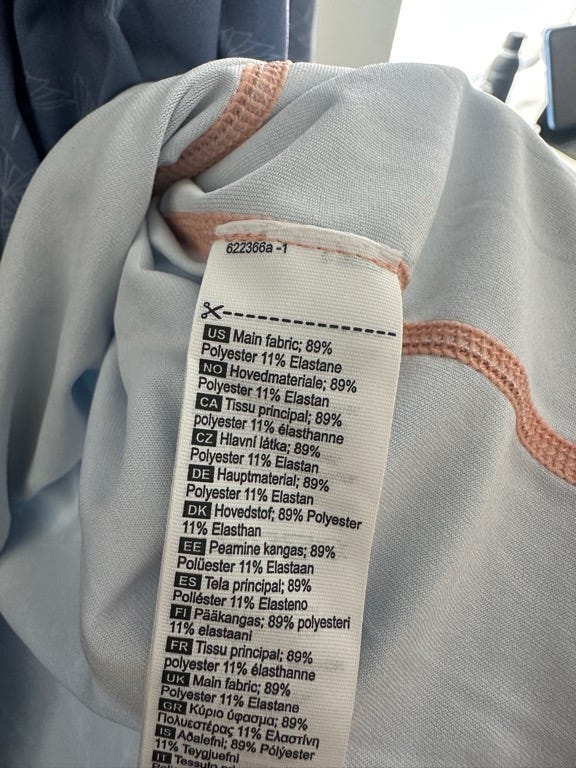 622366a -1
US Main fabric; 89%
Polyester 11% Elastane
NO Hovedmateriale; 89%
Polyester 11% Elastan
CA Tissu principal; 89%
polyester 11% élasthanne
CZ Hlavní látka; 89%
Polyester 11% Elastan
DE Hauptmaterial; 89%
Polyester 11% Elastan
DK Hovedstof; 89% Polyester
11% Elasthan
EE Peamine kangas; 89%
Polüester 11% Elastaan
ES Tela principal; 89%
Poliéster 11% Elasteno
FI Pääkangas; 89% polyesteri
11% elastaani
FR Tissu principal; 89%
polyester 11% élasthanne
UK Main fabric; 89%
Polyester 11% Elastane
GR Κύριο ύφασμα; 89%
Πολυεστέρας 11% Ελαστίνη
IS Aðalefni; 89% Pólýester
11% Teygjuefni
IT Tessuto